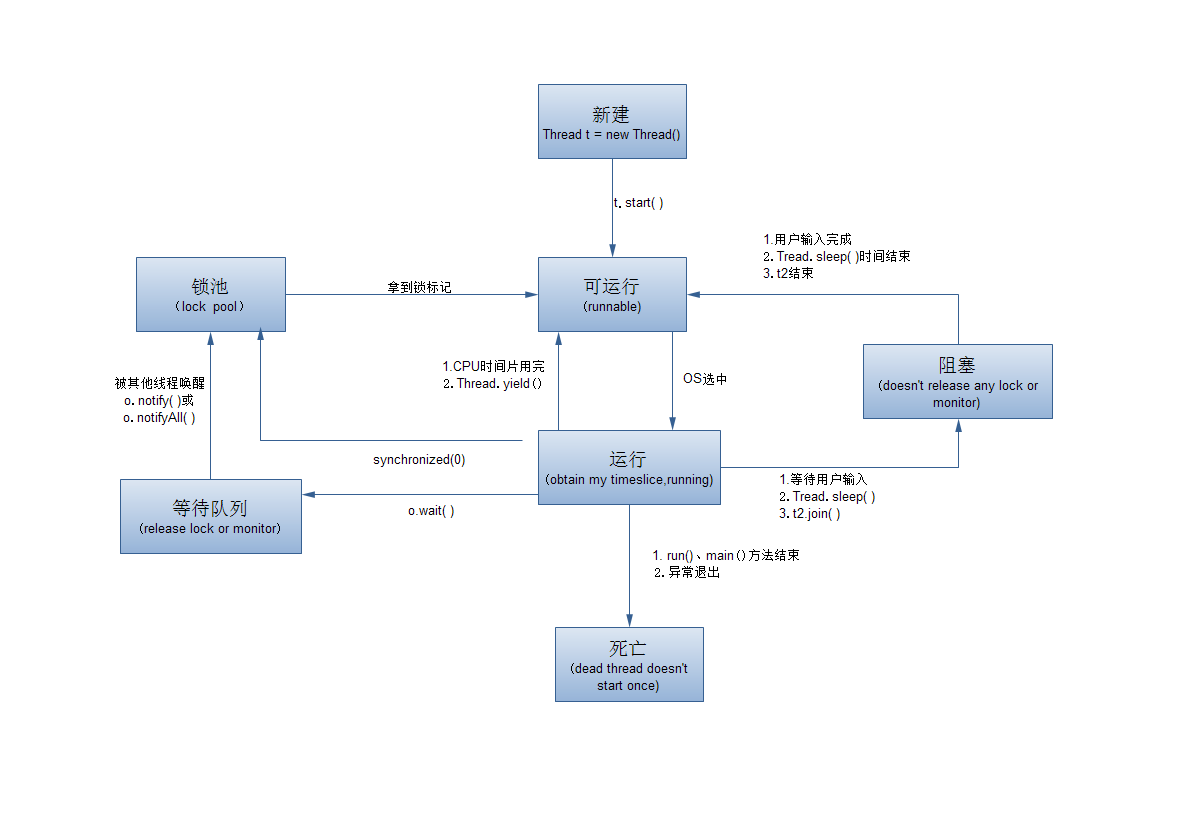 新建
Thread t = new Thread()
t. start( )
1.用户输入完成
2. Tread. sleep( )时间结束
3. t2结束
锁池
（lock pool）
拿到锁标记
可运行
(runnable)
阻塞
(doesn't release any lock or
monitor)
1.CPU时间片用完
2. Thread. yield()
OS选中
被其他线程唤醒
o. notify( )或
o. notifyAll( )
synchronized(0)
运行
(obtain my timeslice,running)
1.等待用户输入
2. Tread. sleep( )
3. t2.join( )
等待队列
(release lock or monitor)
o.wait( )
1. run()、main()方法结束
2. 异常退出
死亡
(dead thread doesn't
start once)